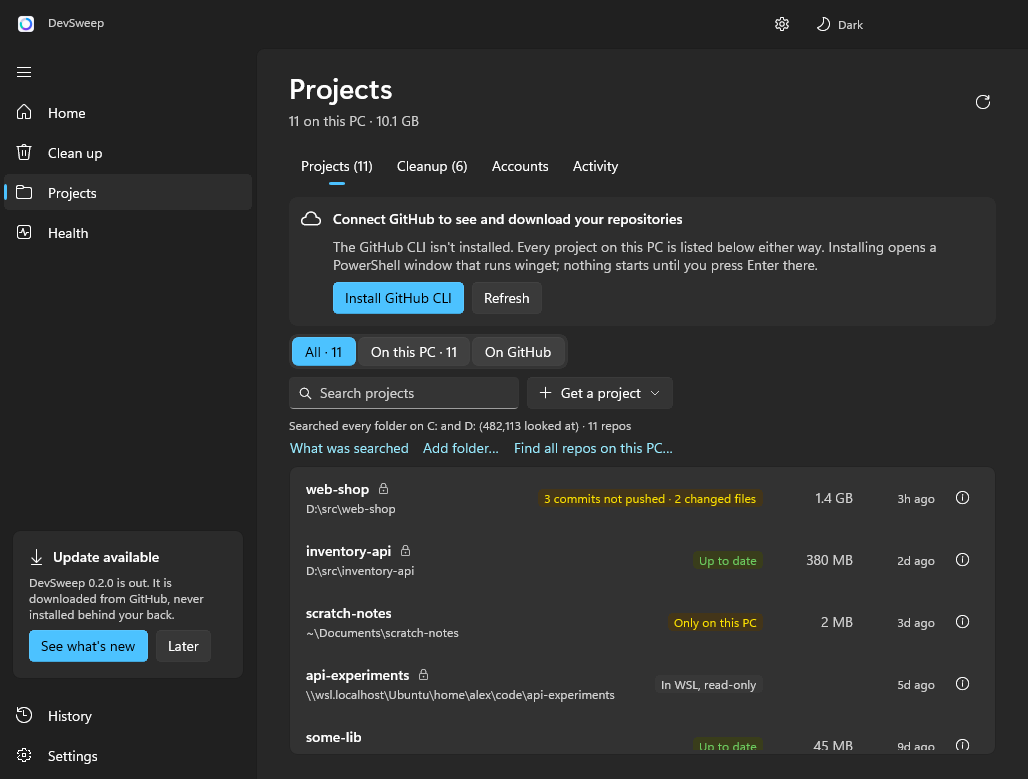 DevSweep
Dark
Home
Clean up
Projects
Health
Projects
11 on this PC · 10.1 GB
Projects (11) Cleanup (6) Accounts Activity
Connect GitHub to see and download your repositories
The GitHub CLI isn't installed. Every project on this PC is listed below either way. Installing opens a
PowerShell window that runs winget; nothing starts until you press Enter there.
Install GitHub CLI Refresh
All · 11 On this PC · 11 On GitHub
Search projects Get a project
Searched every folder on C: and D: (482,113 looked at) · 11 repos
What was searched Add folder... Find all repos on this PC...
web-shop
D:\src\web-shop
3 commits not pushed · 2 changed files 1.4 GB 3h ago
inventory-api
D:\src\inventory-api
Up to date 380 MB 2d ago
scratch-notes
~\Documents\scratch-notes
Only on this PC 2 MB 3d ago
api-experiments
\\wsl.localhost\Ubuntu\home\alex\code\api-experiments
In WSL, read-only 5d ago
some-lib
Up to date 45 MB 9d ago
Update available
DevSweep 0.2.0 is out. It is
downloaded from GitHub, never
installed behind your back.
See what's new Later
History
Settings